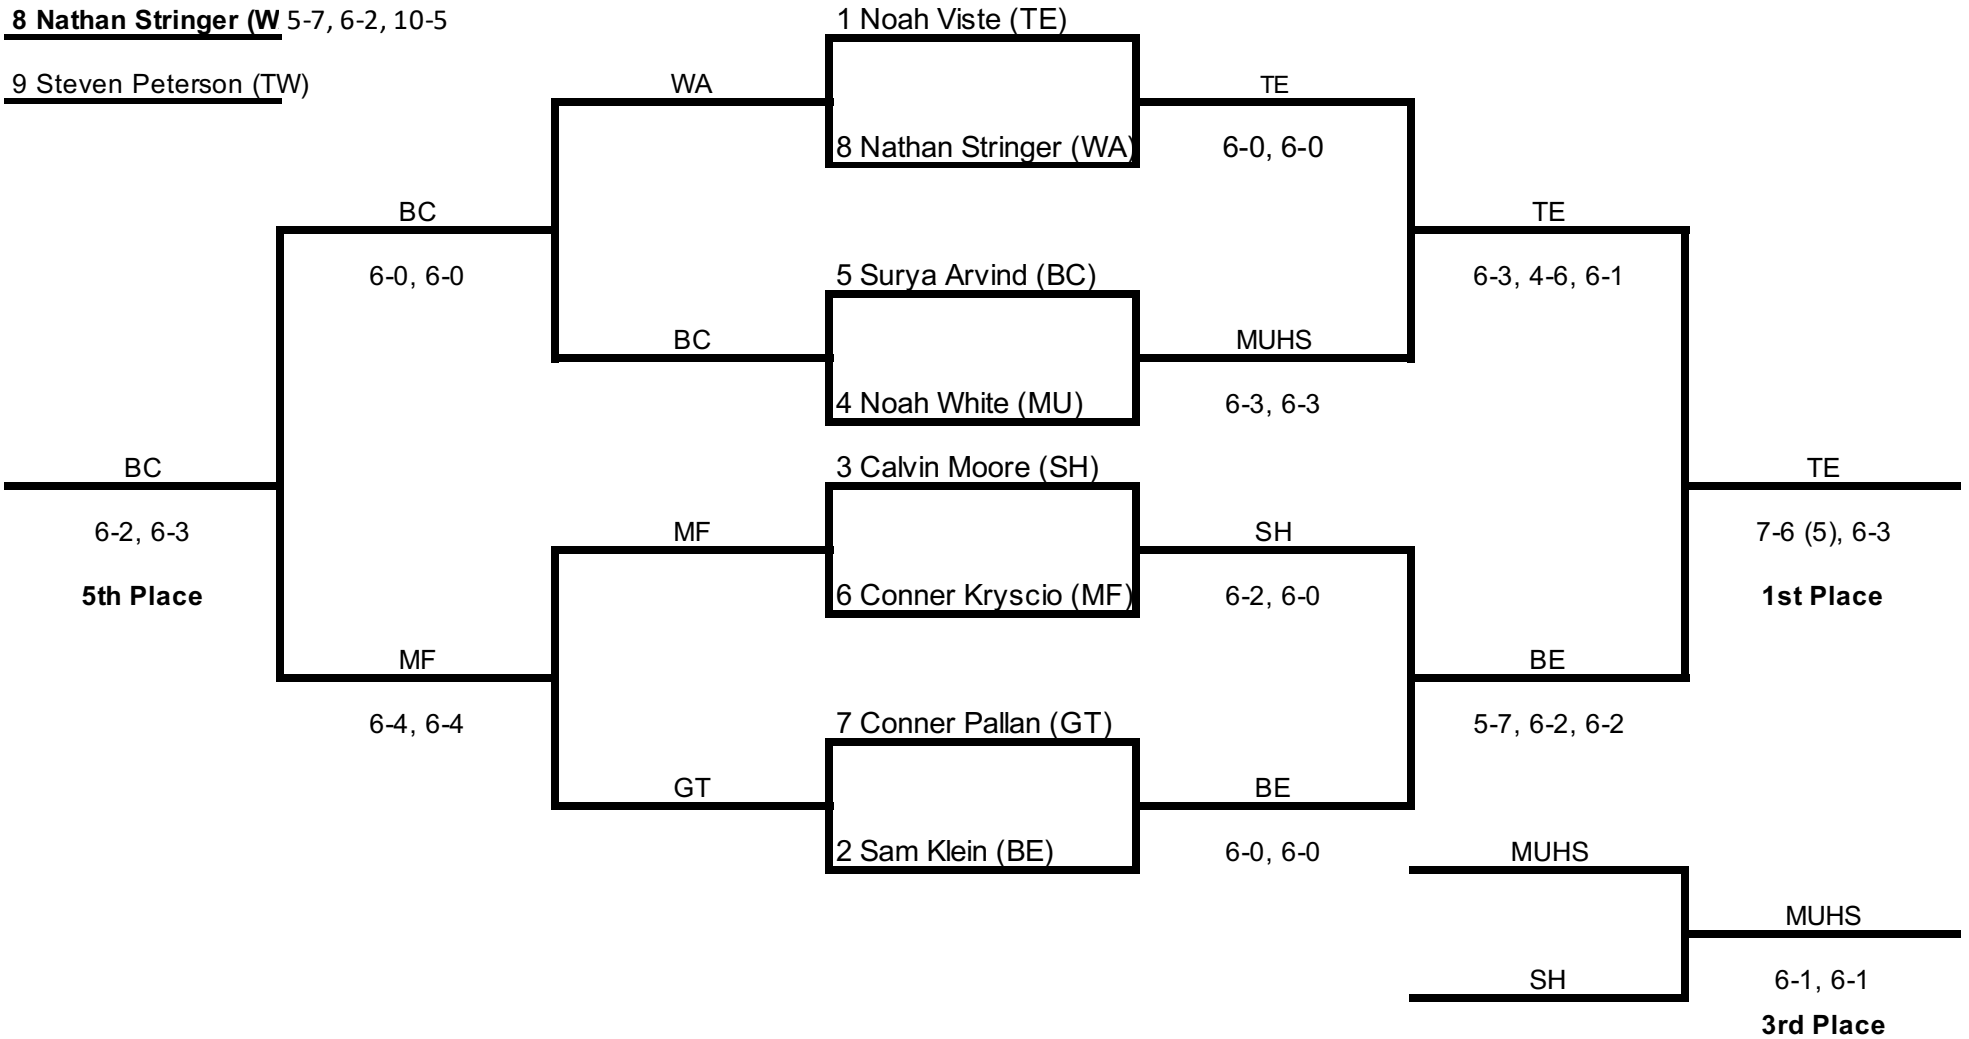 8 Nathan Stringer (W 5-7, 6-2, 10-5
1 Noah Viste (TE)
9 Steven Peterson (TW)
WA
TE
8 Nathan Stringer (WA)
6-0, 6-0
BC
TE
6-0, 6-0
5 Surya Arvind (BC)
6-3, 4-6, 6-1
BC
MUHS
4 Noah White (MU)
6-3, 6-3
BC
3 Calvin Moore (SH)
TE
6-2, 6-3
MF
SH
7-6 (5), 6-3
5th Place
6 Conner Kryscio (MF)
6-2, 6-0
1st Place
MF
BE
6-4, 6-4
7 Conner Pallan (GT)
5-7, 6-2, 6-2
GT
BE
2 Sam Klein (BE)
6-0, 6-0
MUHS
MUHS
SH
6-1, 6-1
3rd Place